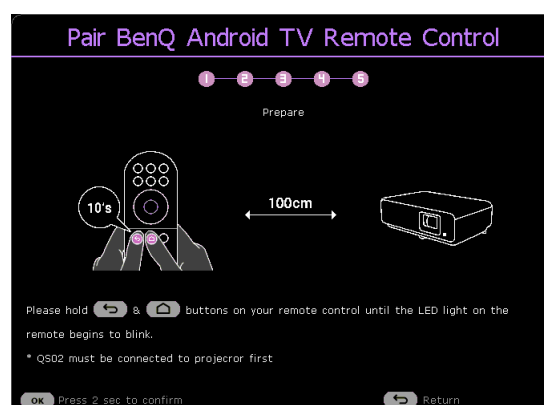 Pair BenQ Android TV Remote Control
1 2 3 4 5
Prepare
10's
100cm
Please hold & buttons on your remote control until the LED light on the
remote begins to blink.
* QS02 must be connected to projecror first
OK Press 2 sec to confirm
Return